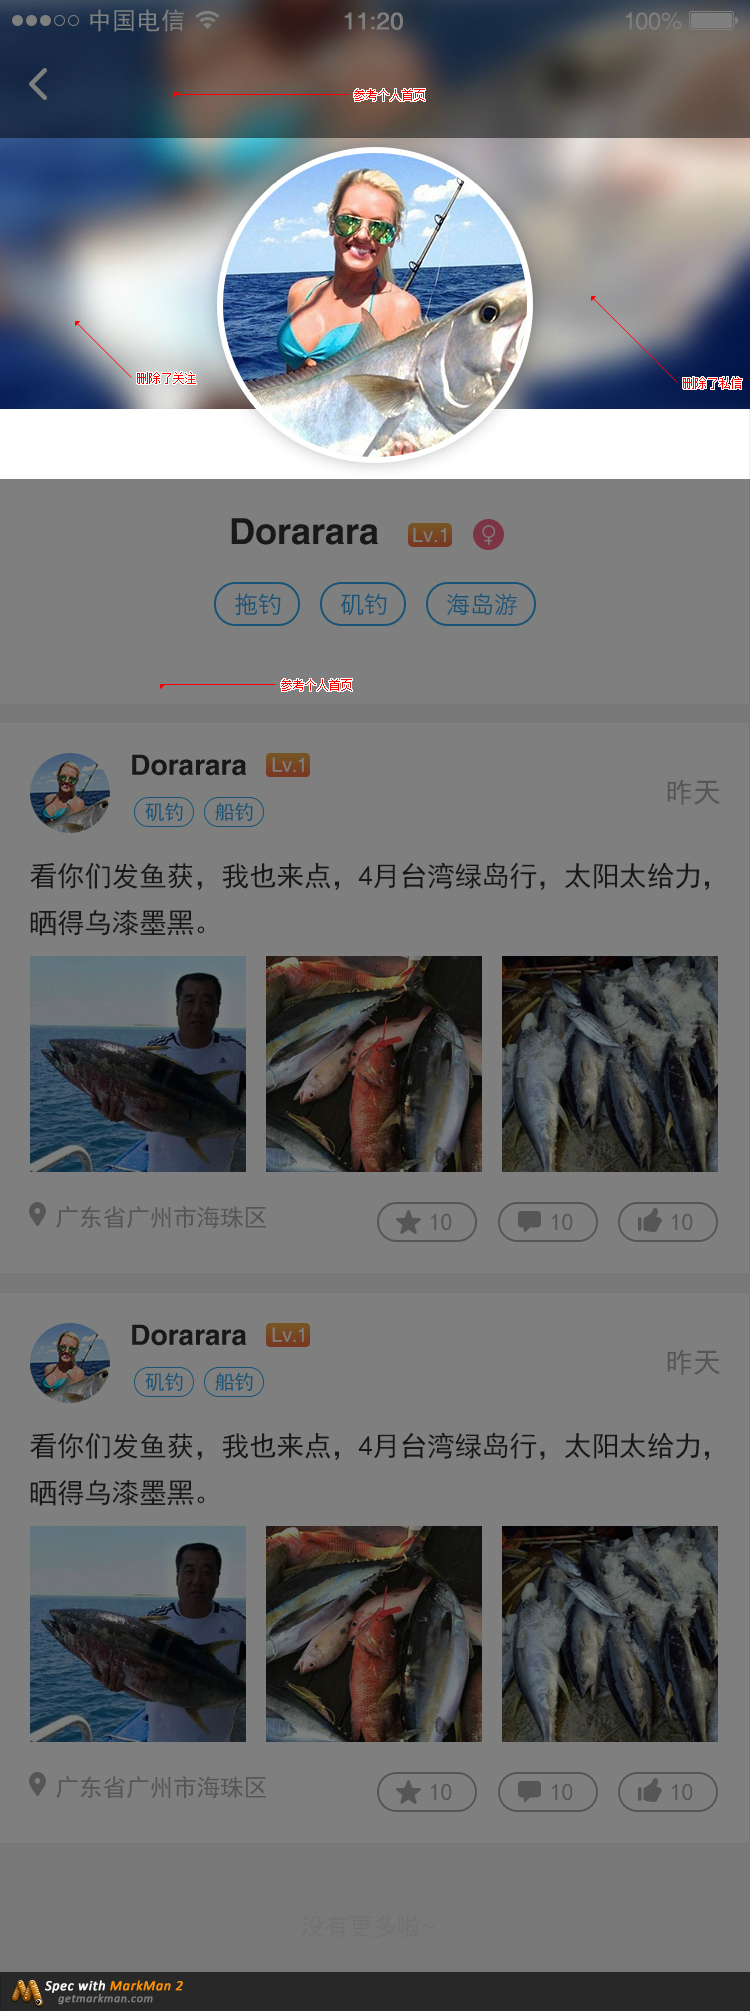 中国电信 11:20 100%
参考个人首页
删除了关注
删除了私信
Dorarara Lv.1
拖钓 矶钓 海岛游
参考个人首页
Dorarara Lv.1
昨天
矶钓 船钓
看你们发鱼获，我也来点，4月台湾绿岛行，太阳太给力，
晒得乌漆墨黑。
广东省广州市海珠区 10 10 10
Dorarara Lv.1
昨天
矶钓 船钓
看你们发鱼获，我也来点，4月台湾绿岛行，太阳太给力，
晒得乌漆墨黑。
广东省广州市海珠区 10 10 10
没有更多啦~
Spec with MarkMan 2
getmarkman.com